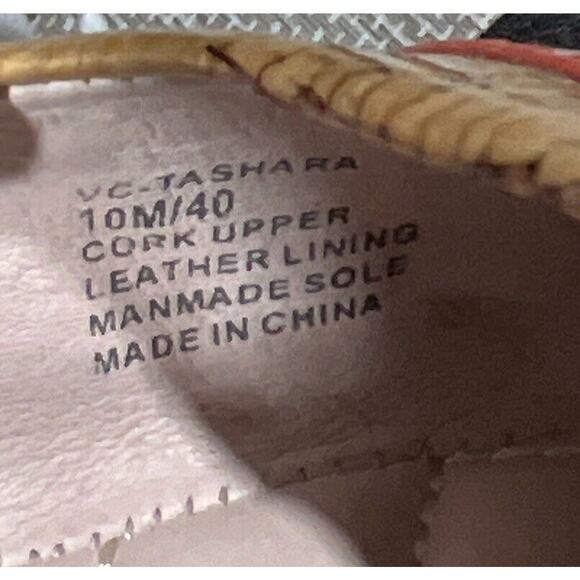 VC-TASHARA
10M/40
CORK UPPER
LEATHER LINING
MANMADE SOLE
MADE IN CHINA